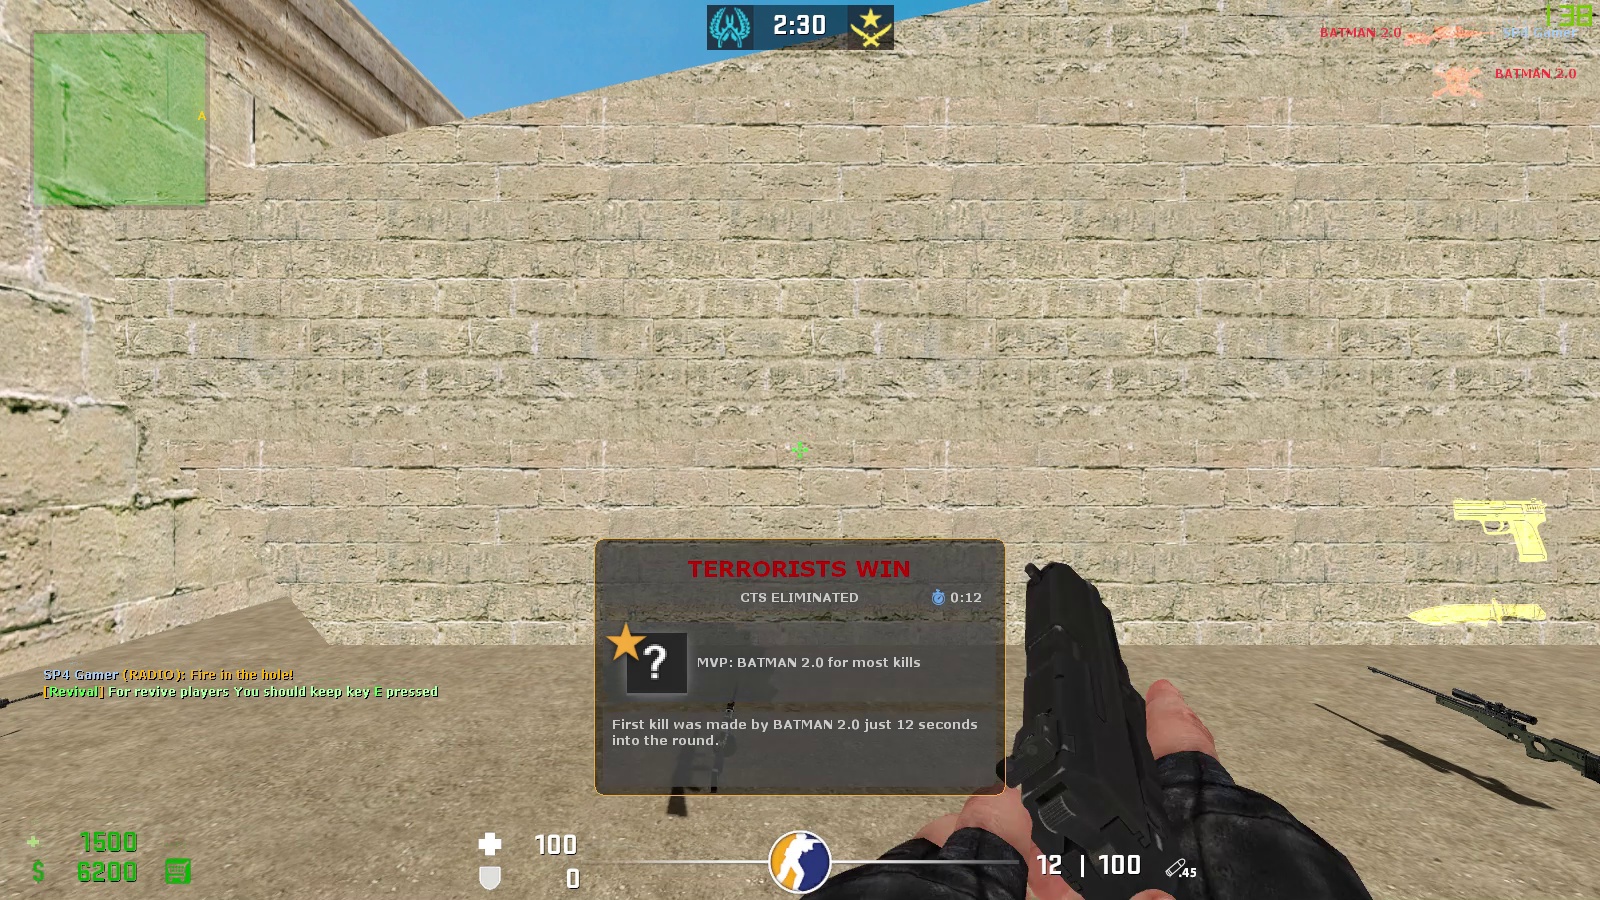 2:30
138
BATMAN 2.0 SP4 Gamer
BATMAN 2.0
A
TERRORISTS WIN
CTS ELIMINATED 0:12
?
MVP: BATMAN 2.0 for most kills
First kill was made by BATMAN 2.0 just 12 seconds
into the round.
SP4 Gamer (RADIO): Fire in the hole!
[Revival] For revive players You should keep key E pressed
+ 1500
$ 6200
100
0
12 | 100 .45